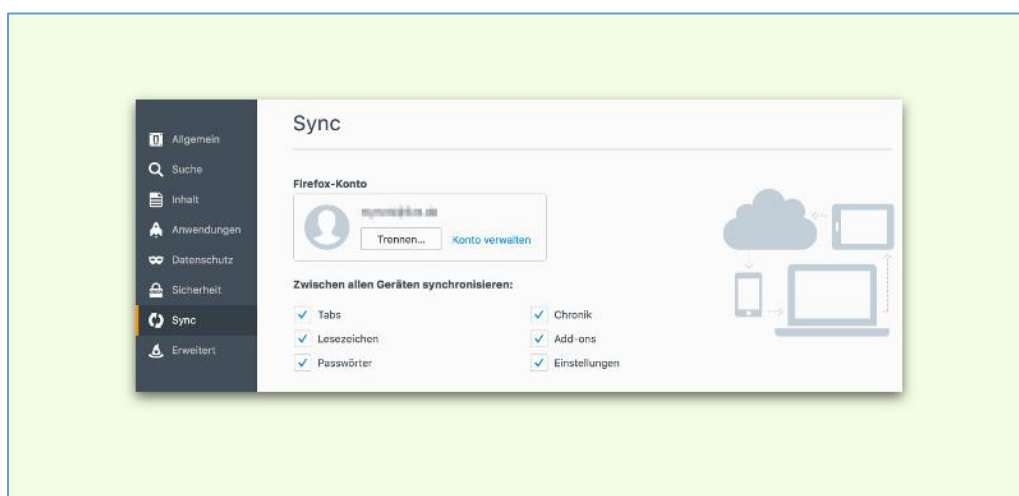 Sync
Allgemein
Suche
Inhalt
Anwendungen
Datenschutz
Sicherheit
Sync
Erweitert
Firefox-Konto
Trennen... Konto verwalten
Zwischen allen Geräten synchronisieren:
Tabs Chronik
Lesezeichen Add-ons
Passwörter Einstellungen